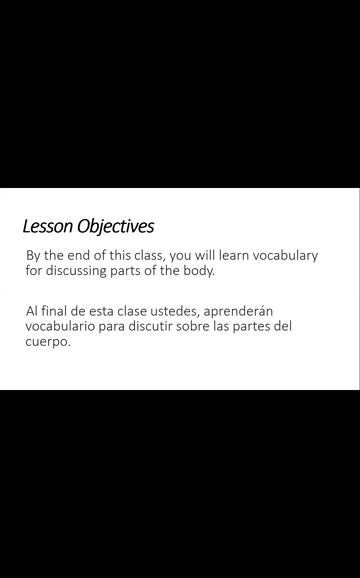 Lesson Objectives
By the end of this class, you will learn vocabulary
for discussing parts of the body.
Al final de esta clase ustedes, aprenderán
vocabulario para discutir sobre las partes del
cuerpo.